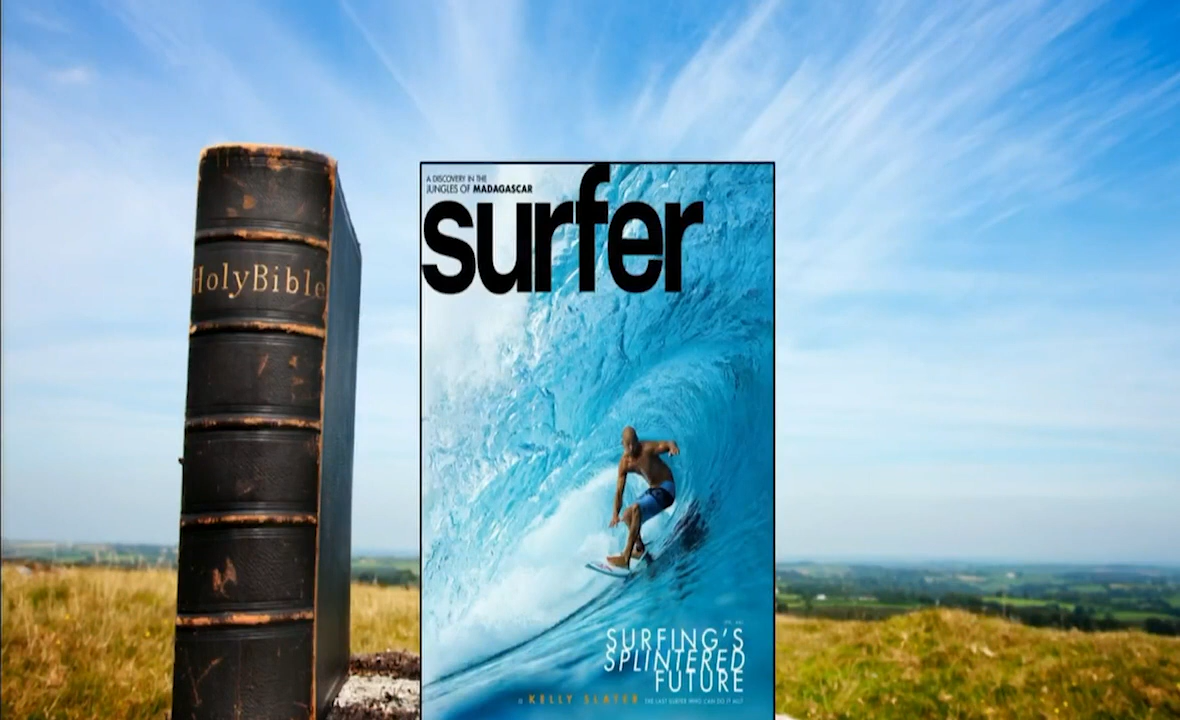 HolyBible
A DISCOVERY IN THE
JUNGLES OF MADAGASCAR
surfer
SURFING'S
SPLINTERED
FUTURE
IS KELLY SLATER THE LAST SURFER WHO CAN DO IT ALL?